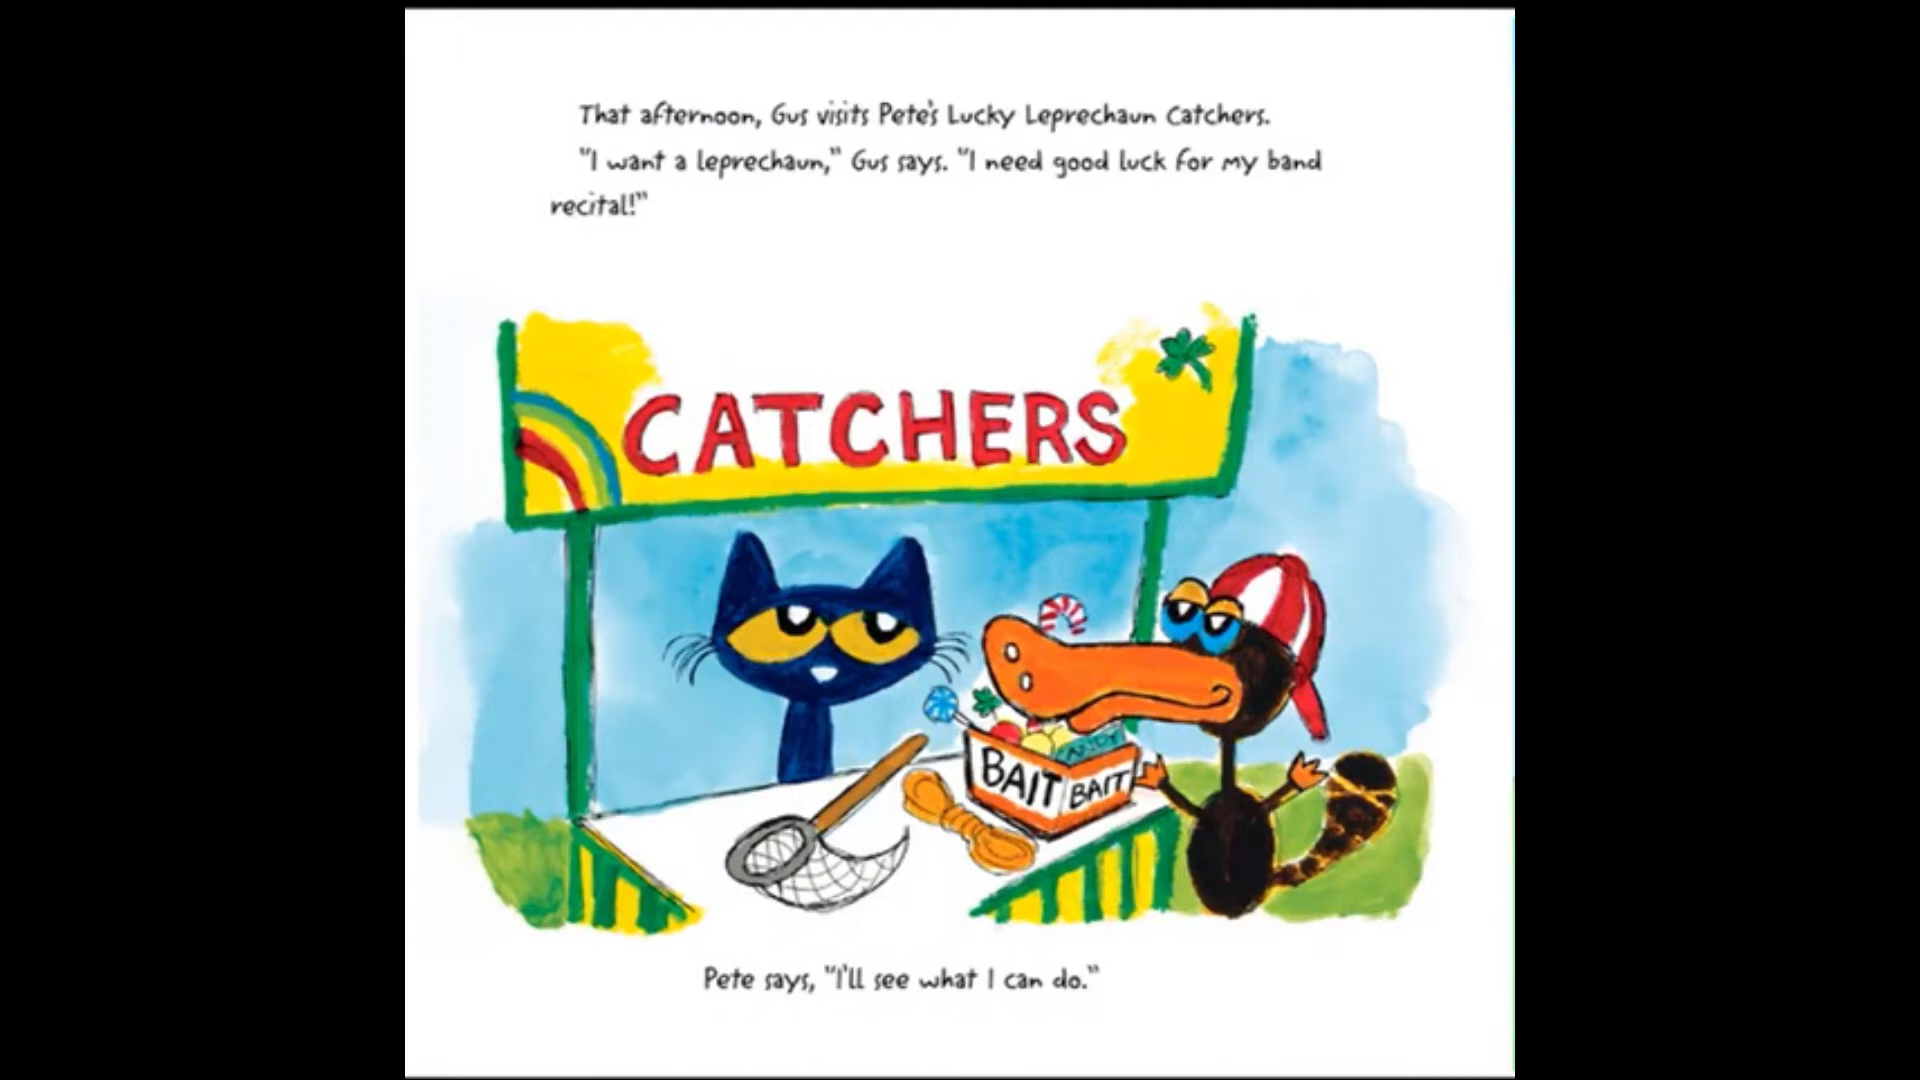 That afternoon, Gus visits Pete's Lucky Leprechaun Catchers.
"I want a leprechaun," Gus says. "I need good luck for my band
recital!"
CATCHERS
CANDY
BAIT BAIT
Pete says, "I'll see what I can do."